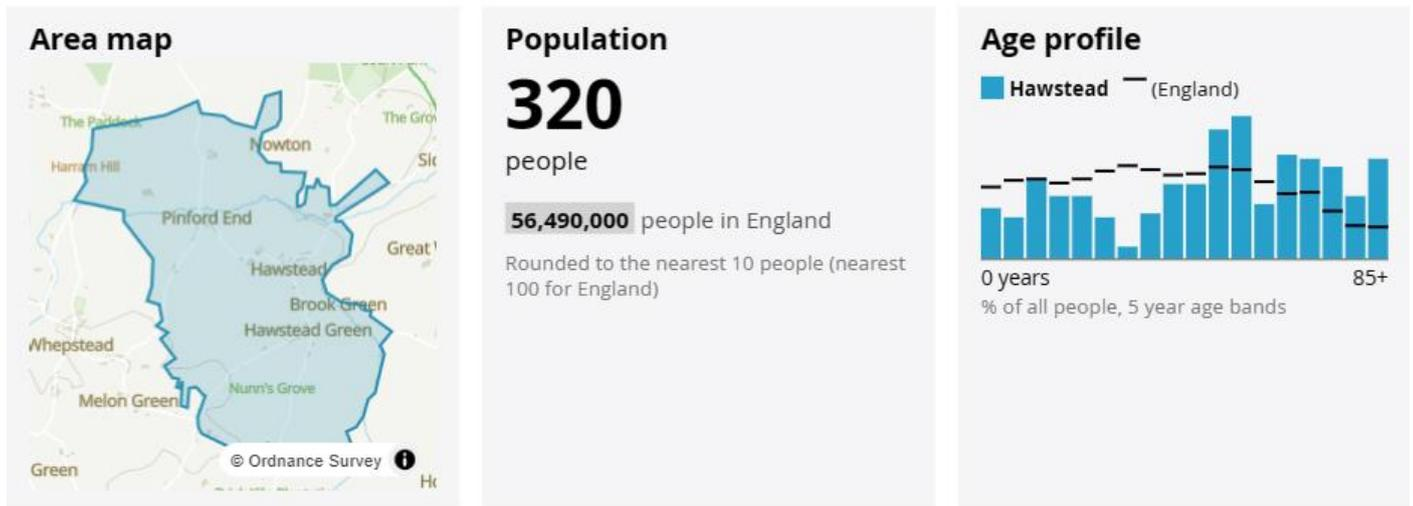 Area map
The Paddock
The Gro
Harram Hill
Nowton
Sic
Pinford End
Great
Hawstead
Brook Green
Hawstead Green
Whepstead
Nunn's Grove
Melon Green
© Ordnance Survey
Green
Ho
Population
320
people
56,490,000 people in England
Rounded to the nearest 10 people (nearest
100 for England)
Age profile
Hawstead (England)
0 years 85+
% of all people, 5 year age bands